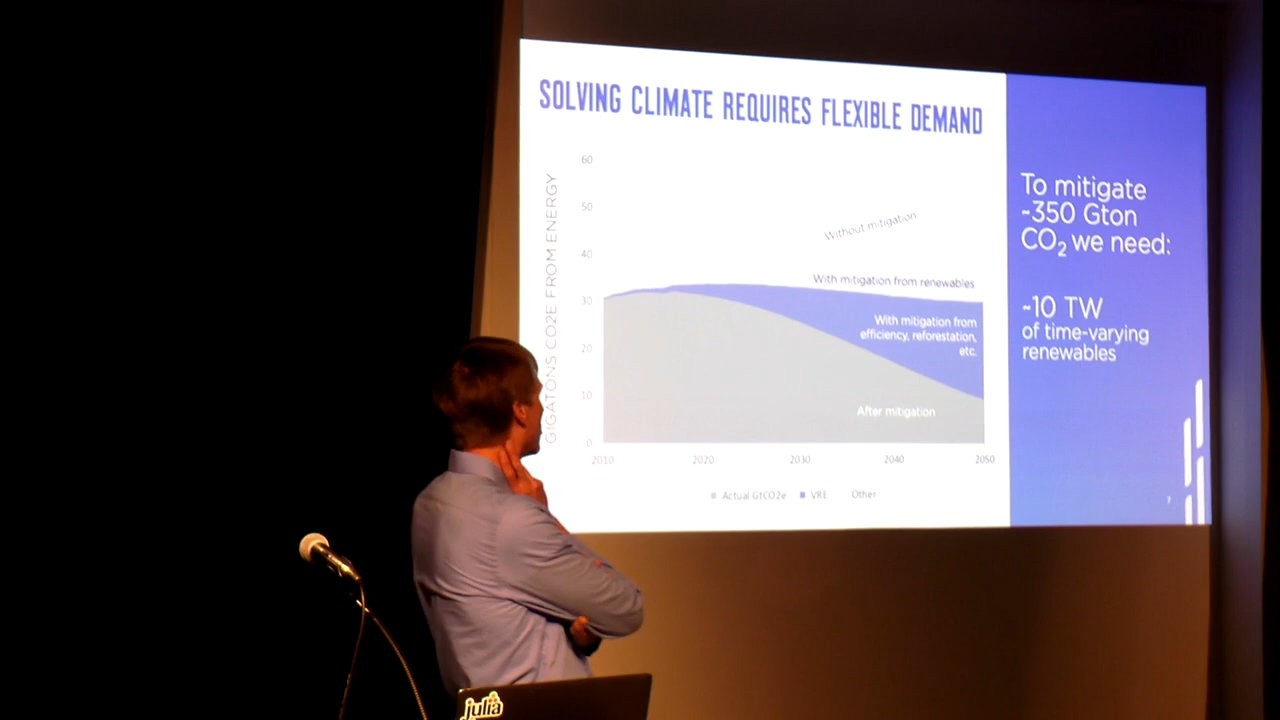 SOLVING CLIMATE REQUIRES FLEXIBLE DEMAND
GIGATONS CO2E FROM ENERGY
60
50
40
30
20
10
0
Without mitigation
With mitigation from renewables
With mitigation from
efficiency, reforestation,
etc.
After mitigation
2010 2020 2030 2040 2050
Actual GtCO2e VRE Other
To mitigate
~350 Gton
CO₂ we need:
~10 TW
of time-varying
renewables
7
julia